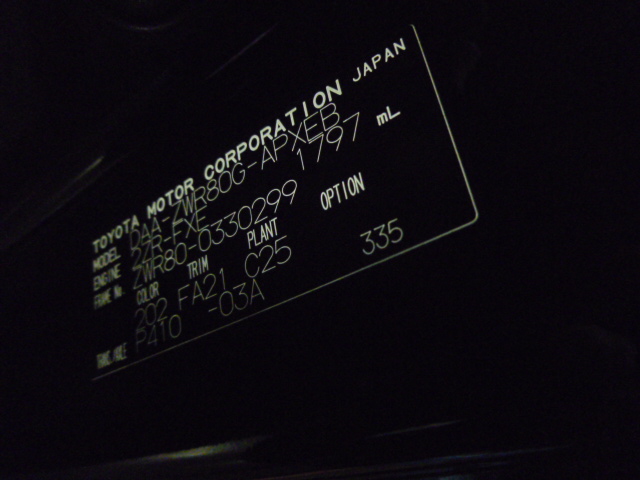 TOYOTA MOTOR CORPORATION JAPAN
MODEL DAA-ZWR80G-APXEB
ENGINE 2ZR-FXE 1797 mL
FRAME No. ZWR80-0330299
COLOR TRIM PLANT OPTION
202 FA21 C25 335
TRANS/AXLE P410 -03A